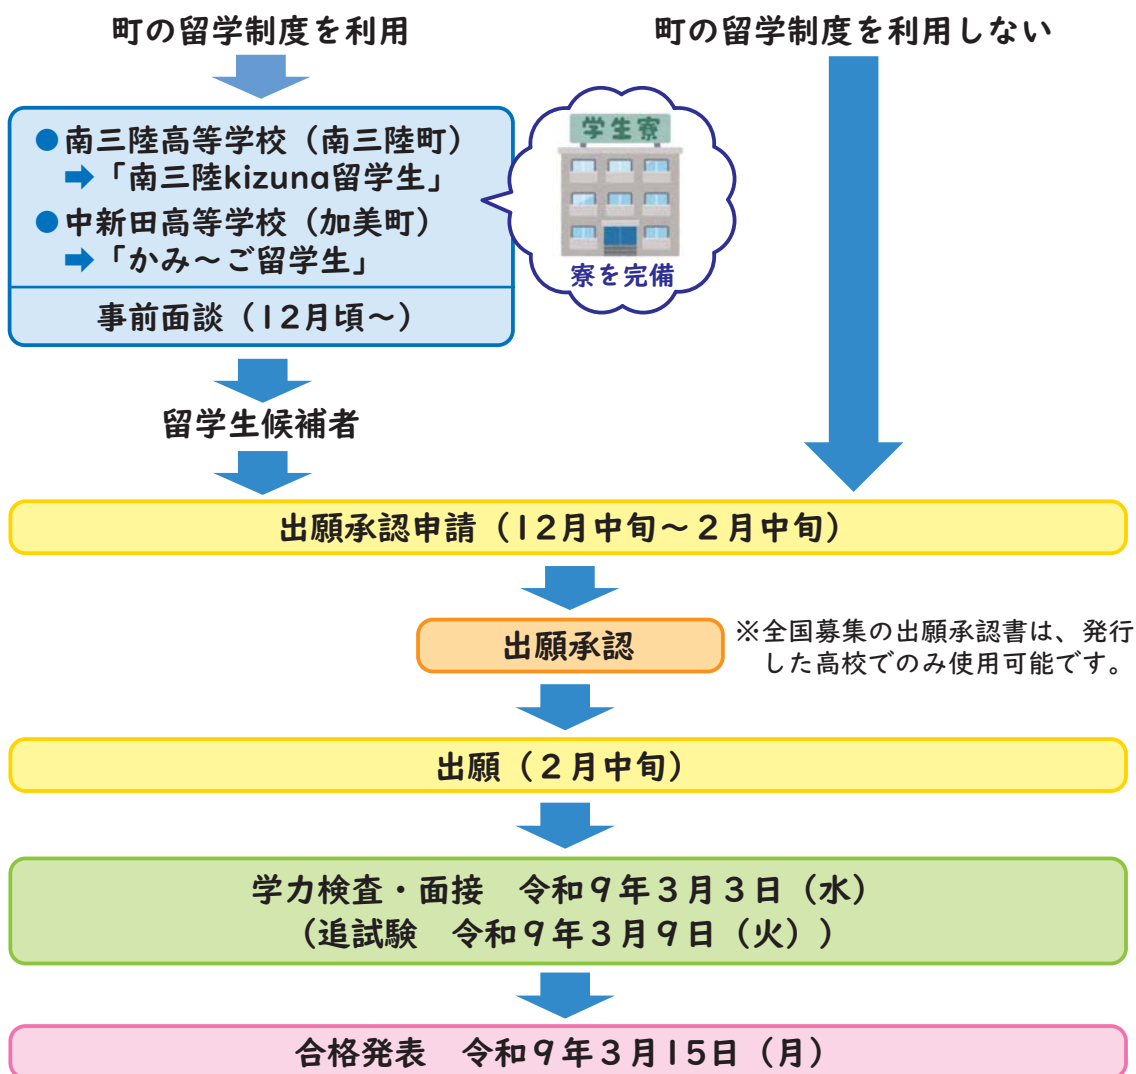 町の留学制度を利用
町の留学制度を利用しない
●南三陸高等学校（南三陸町）
➡「南三陸kizuna留学生」
●中新田高等学校（加美町）
➡「かみ～ご留学生」
事前面談（12月頃～）
学生寮
寮を完備
留学生候補者
出願承認申請（12月中旬～２月中旬）
出願承認
※全国募集の出願承認書は、発行
した高校でのみ使用可能です。
出願（２月中旬）
学力検査・面接　令和９年３月３日（水）
（追試験　令和９年３月９日（火））
合格発表　令和９年３月15日（月）